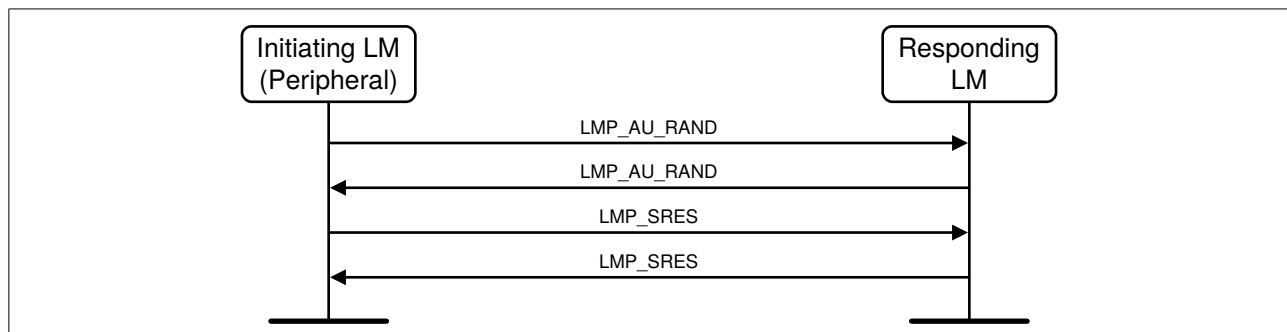 Initiating LM
(Peripheral)
Responding
LM
LMP_AU_RAND
LMP_AU_RAND
LMP_SRES
LMP_SRES